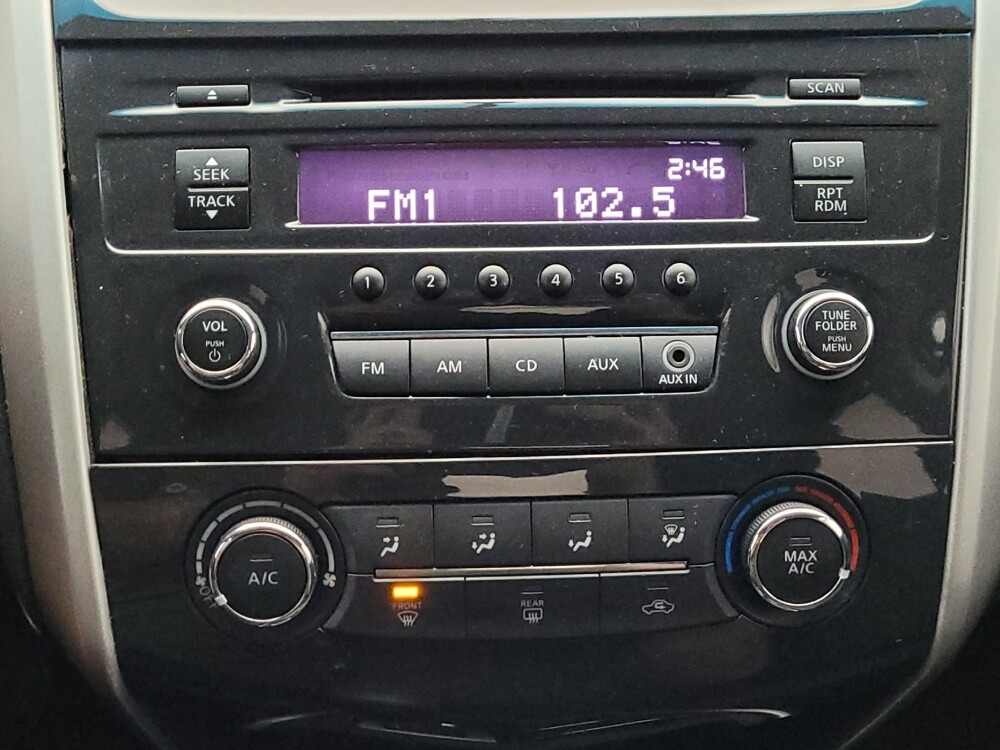 SCAN
SEEK
TRACK
2:46
FM1 102.5
DISP
RPT
RDM
1 2 3 4 5 6
VOL
PUSH
TUNE
FOLDER
PUSH
MENU
FM AM CD AUX
AUX IN
A/C
OFF
MAX
A/C
FRONT
REAR